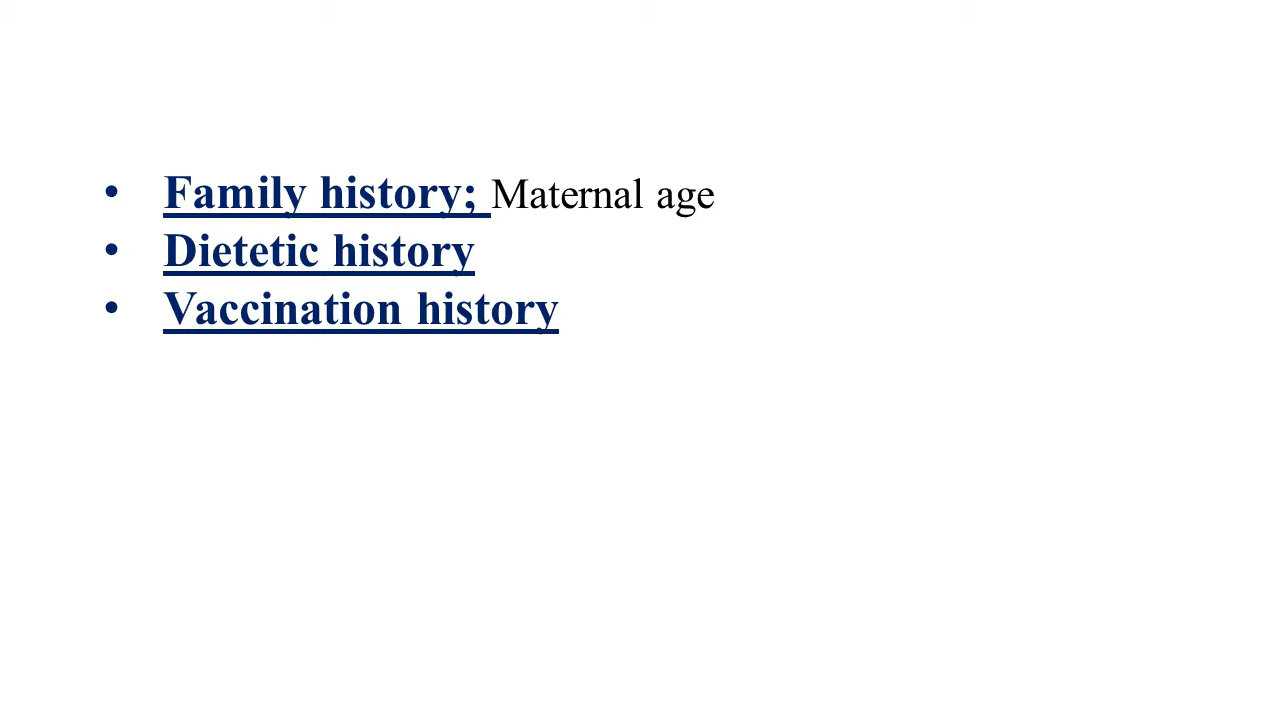 • Family history; Maternal age
• Dietetic history
• Vaccination history